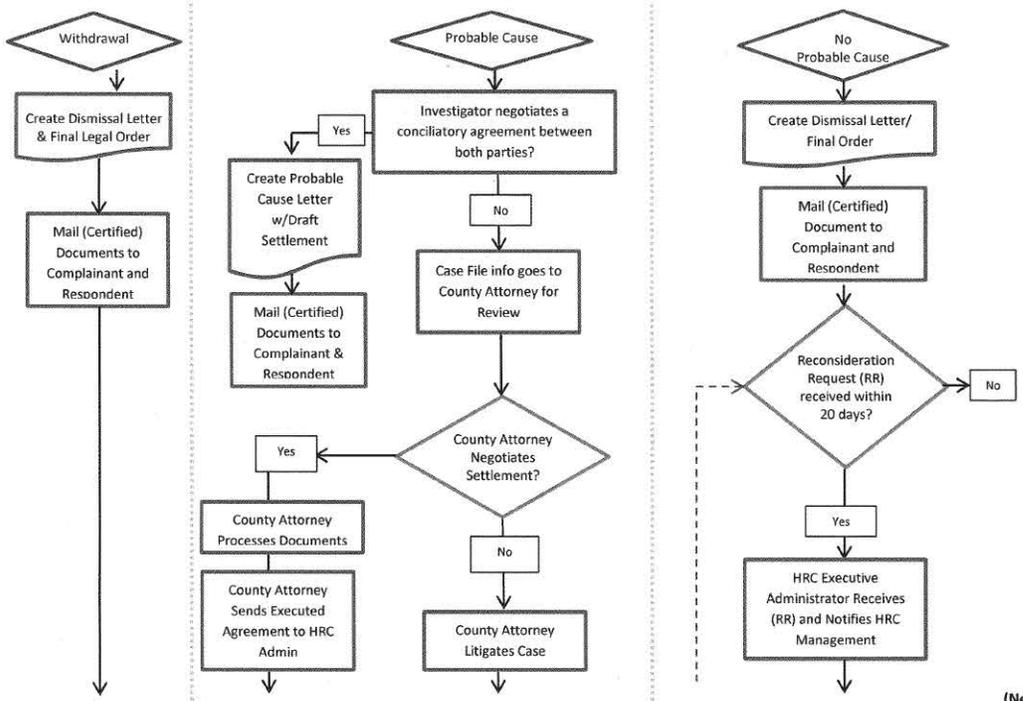 Withdrawal
Create Dismissal Letter
& Final Legal Order
Mail (Certified)
Documents to
Complainant and
Respondent
Probable Cause
Investigator negotiates a
conciliatory agreement between
both parties?
Yes
Create Probable
Cause Letter
w/Draft
Settlement
Mail (Certified)
Documents to
Complainant &
Respondent
No
Case File info goes to
County Attorney for
Review
County Attorney
Negotiates
Settlement?
Yes
County Attorney
Processes Documents
County Attorney
Sends Executed
Agreement to HRC
Admin
No
County Attorney
Litigates Case
No
Probable Cause
Create Dismissal Letter/
Final Order
Mail (Certified)
Document to
Complainant and
Respondent
Reconsideration
Request (RR)
received within
20 days?
No
Yes
HRC Executive
Administrator Receives
(RR) and Notifies HRC
Management